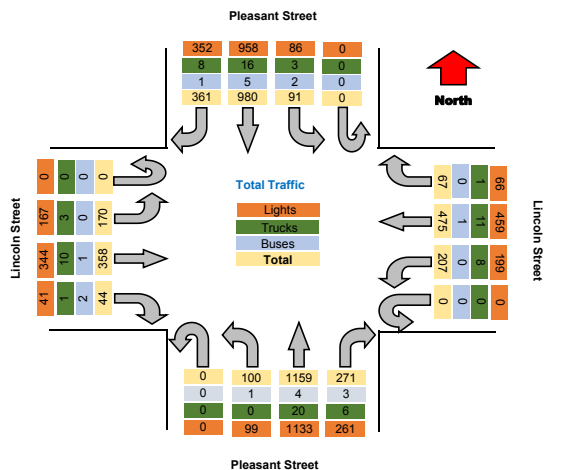 Pleasant Street
352 958 86 0
8 16 3 0
1 5 2 0
361 980 91 0
North
Lincoln Street
0 0 0 0
167 3 0 170
344 10 1 358
41 1 2 44
Total Traffic
Lights
Trucks
Buses
Total
67 0 1 66
475 1 11 459
207 0 8 199
0 0 0 0
Lincoln Street
0 100 1159 271
0 1 4 3
0 0 20 6
0 99 1133 261
Pleasant Street